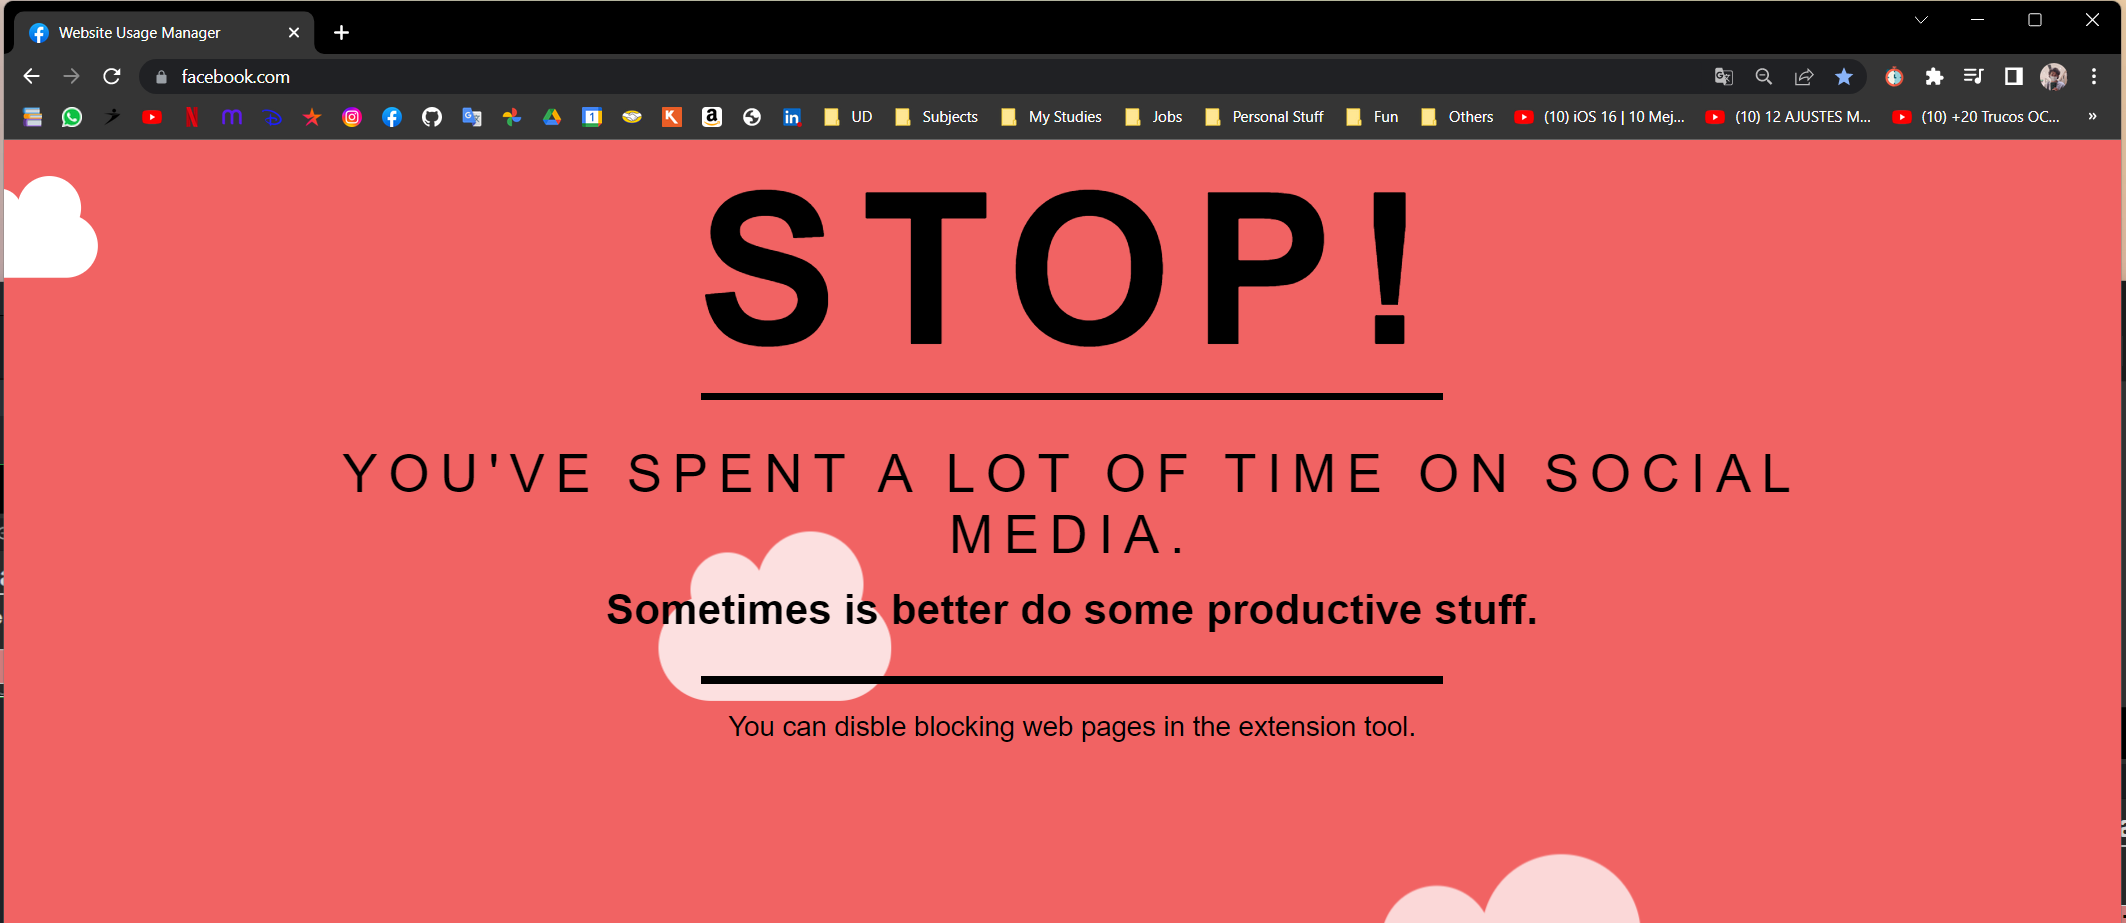 Website Usage Manager
facebook.com
UD Subjects My Studies Jobs Personal Stuff Fun Others (10) iOS 16 | 10 Mej... (10) 12 AJUSTES M... (10) +20 Trucos OC... »
STOP!
YOU'VE SPENT A LOT OF TIME ON SOCIAL
MEDIA.
Sometimes is better do some productive stuff.
You can disble blocking web pages in the extension tool.